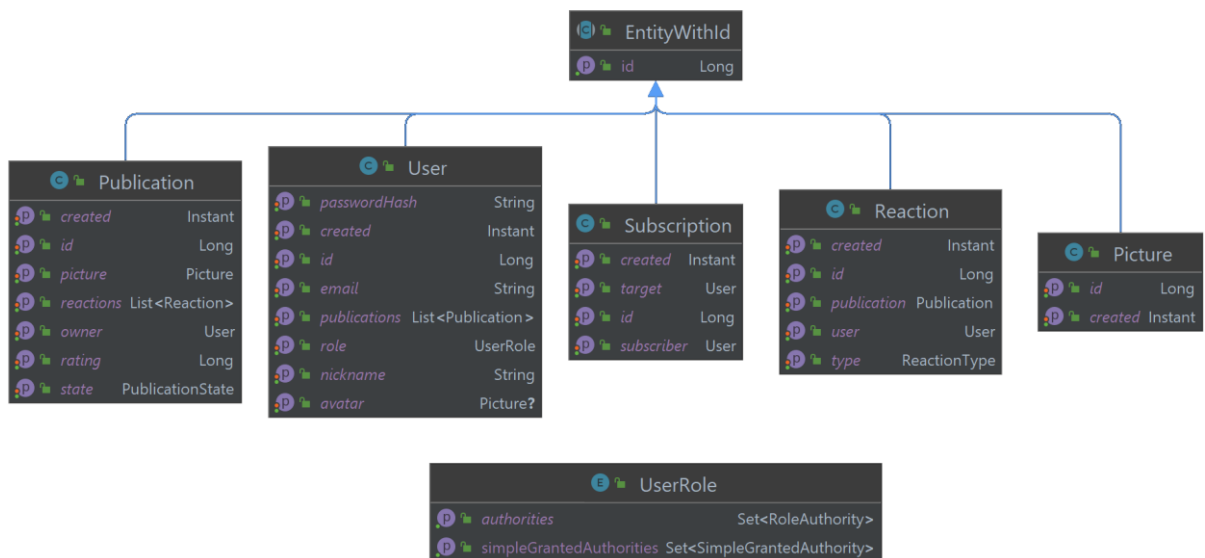 EntityWithId
id Long
Publication
created Instant
id Long
picture Picture
reactions List<Reaction>
owner User
rating Long
state PublicationState
User
passwordHash String
created Instant
id Long
email String
publications List<Publication>
role UserRole
nickname String
avatar Picture?
Subscription
created Instant
target User
id Long
subscriber User
Reaction
created Instant
id Long
publication Publication
user User
type ReactionType
Picture
id Long
created Instant
UserRole
authorities Set<RoleAuthority>
simpleGrantedAuthorities Set<SimpleGrantedAuthority>